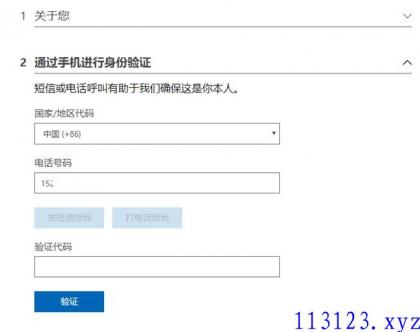 1 关于您
2 通过手机进行身份验证
短信或电话呼叫有助于我们确保这是你本人。
国家/地区代码
中国 (+86)
电话号码
152
发短信给我 打电话给我
验证代码
验证
113123.xyz